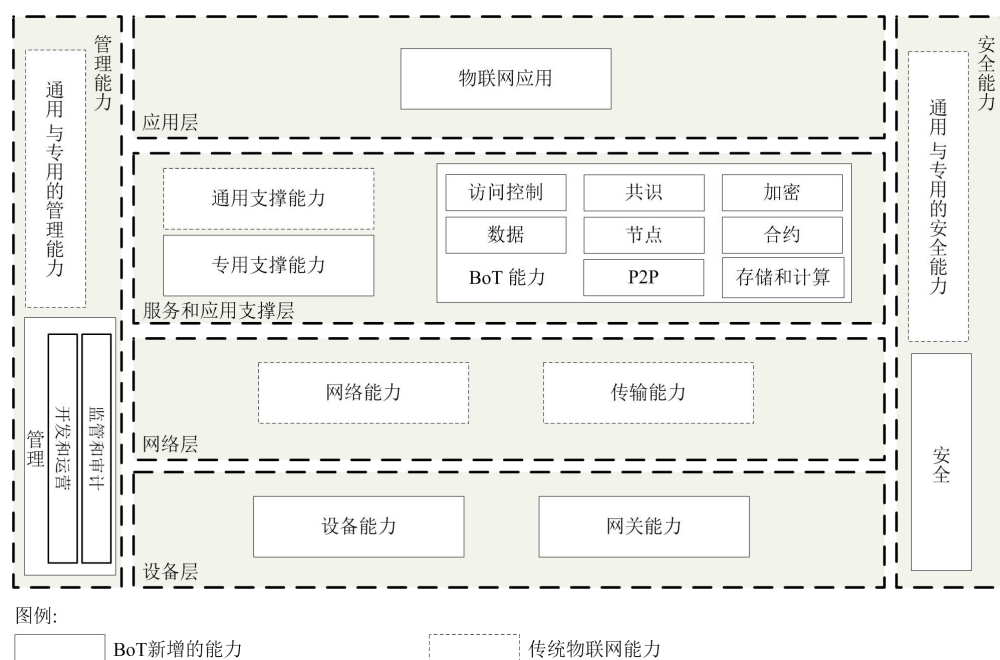 管理能力
通用与专用的管理能力
管理
开发和运营
监管和审计
物联网应用
应用层
通用支撑能力
专用支撑能力
访问控制
共识
加密
数据
节点
合约
BoT 能力
P2P
存储和计算
服务和应用支撑层
网络能力
传输能力
网络层
设备能力
网关能力
设备层
安全能力
通用与专用的安全能力
安全
图例:
BoT新增的能力
传统物联网能力